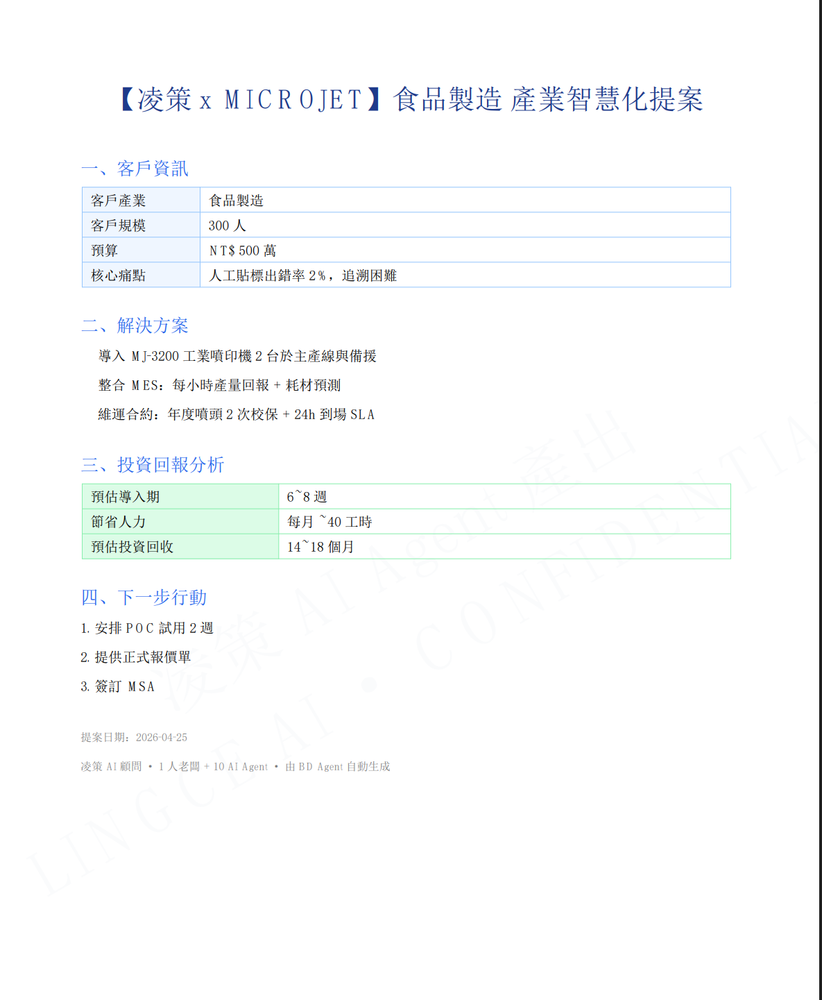 【凌策 x MICROJET】食品製造 產業智慧化提案
一、客戶資訊
客戶產業 食品製造
客戶規模 300 人
預算 NT$ 500 萬
核心痛點 人工貼標出錯率 2%，追溯困難
二、解決方案
導入 MJ-3200 工業噴印機 2 台於主產線與備援
整合 MES：每小時產量回報 + 耗材預測
維運合約：年度噴頭 2 次校保 + 24h 到場 SLA
三、投資回報分析
預估導入期 6~8 週
節省人力 每月 ~40 工時
預估投資回收 14~18 個月
四、下一步行動
1. 安排 POC 試用 2 週
2. 提供正式報價單
3. 簽訂 MSA
提案日期：2026-04-25
凌策 AI 顧問 • 1 人老闆 + 10 AI Agent • 由 BD Agent 自動生成
凌策 AI Agent 產出
LINGCE AI • CONFIDENTIA